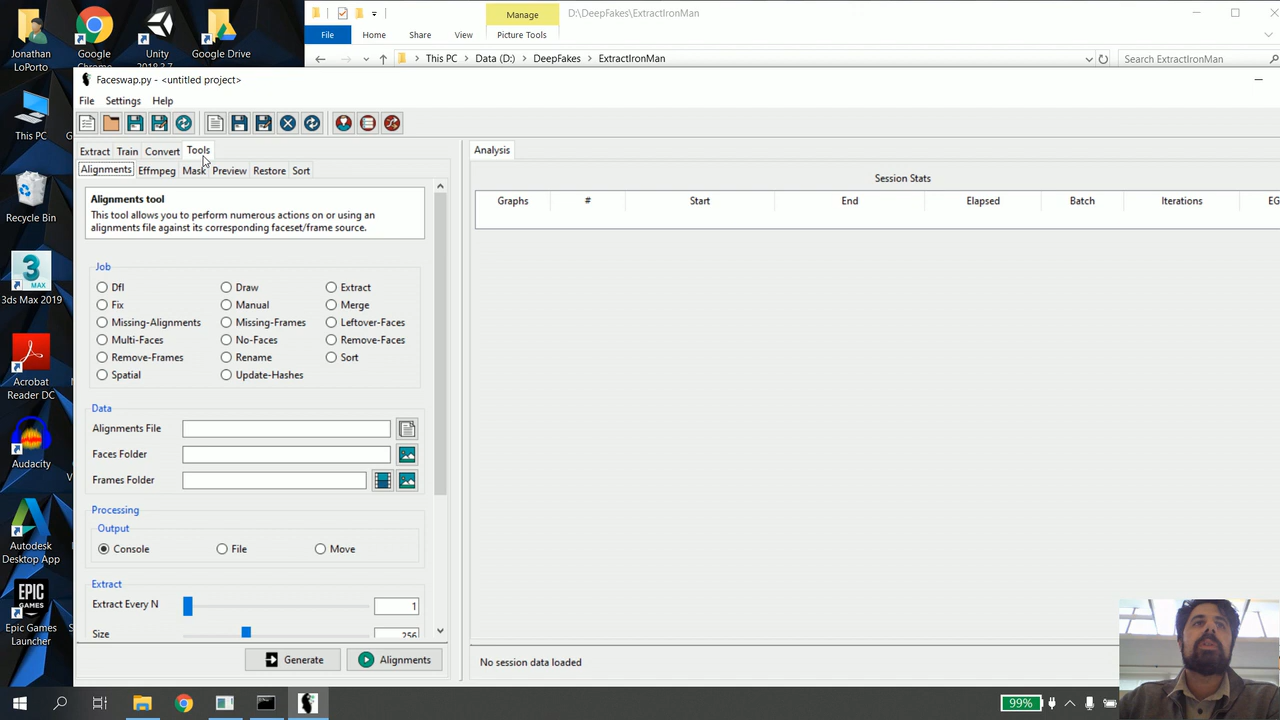 Jonathan LoPorto
Google Chrome
Unity 2018.3.7
Google Drive
This PC
Recycle Bin
3ds Max 2019
Acrobat Reader DC
Audacity
Autodesk Desktop App
Epic Games Launcher
Manage
D:\DeepFakes\ExtractIronMan
File Home Share View Picture Tools
This PC > Data (D:) > DeepFakes > ExtractIronMan
Search ExtractIronMan
Faceswap.py - <untitled project>
File Settings Help
Extract Train Convert Tools
Alignments Effmpeg Mask Preview Restore Sort
Alignments tool
This tool allows you to perform numerous actions on or using an
alignments file against its corresponding faceset/frame source.
Job
Dfl Draw Extract
Fix Manual Merge
Missing-Alignments Missing-Frames Leftover-Faces
Multi-Faces No-Faces Remove-Faces
Remove-Frames Rename Sort
Spatial Update-Hashes
Data
Alignments File
Faces Folder
Frames Folder
Processing
Output
Console File Move
Extract
Extract Every N 1
Size 256
Generate Alignments
Analysis
Session Stats
Graphs # Start End Elapsed Batch Iterations EG
No session data loaded
99%